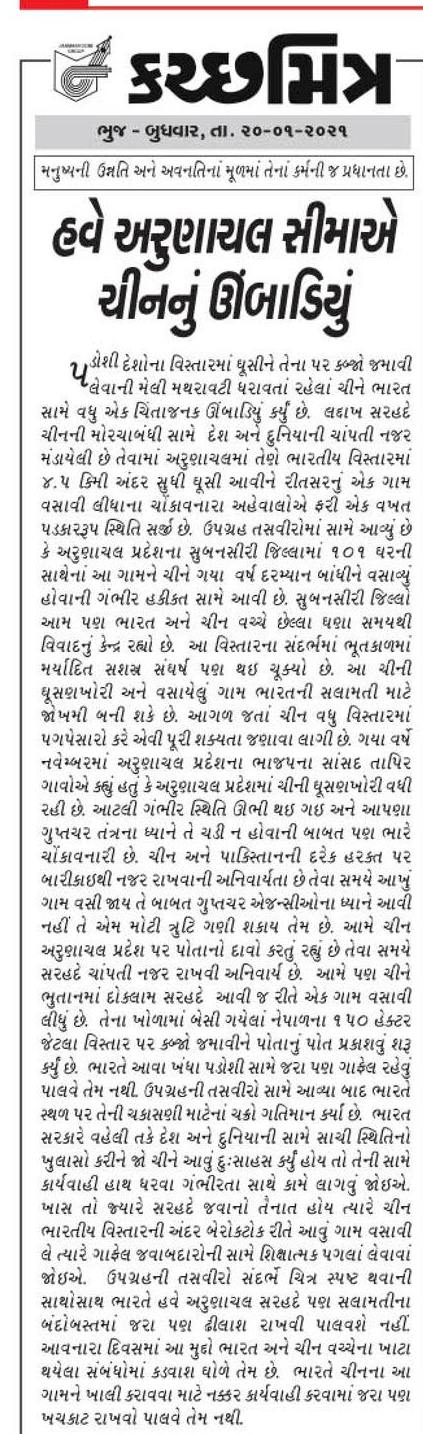 કચ્છમિત્ર
ભુજ - બુધવાર, તા. ૨૦-૦૧-૨૦૨૧
મનુષ્યની ઉન્નતિ અને અવનતિનાં મૂળમાં તેનાં કર્મની જ પ્રધાનતા છે.
હવે અરુણાચલ સીમાએ
ચીનનું ઊંબાડિયું
પડોશી દેશોના વિસ્તારમાં ઘૂસીને તેના પર કબ્જો જમાવી
લેવાની મેલી મથરાવટી ધરાવતાં રહેલાં ચીને ભારત
સામે વધુ એક ચિંતાજનક ઊંબાડિયું કર્યું છે. લદ્દાખ સરહદે
ચીનની મોરચાબંધી સામે દેશ અને દુનિયાની ચાંપતી નજર
મંડાયેલી છે તેવામાં અરુણાચલમાં તેણે ભારતીય વિસ્તારમાં
૪.૫ કિમી અંદર સુધી ઘૂસી આવીને રીતસરનું એક ગામ
વસાવી લીધાના ચોંકાવનારા અહેવાલોએ ફરી એક વખત
પડકારરૂપ સ્થિતિ સર્જી છે. ઉપગ્રહ તસવીરોમાં સામે આવ્યું છે
કે અરુણાચલ પ્રદેશના સુબનસીરી જિલ્લામાં ૧૦૧ ઘરની
સાથેનાં આ ગામને ચીને ગયા વર્ષ દરમ્યાન બાંધીને વસાવ્યું
હોવાની ગંભીર હકીકત સામે આવી છે. સુબનસીરી જિલ્લો
આમ પણ ભારત અને ચીન વચ્ચે છેલ્લા ઘણા સમયથી
વિવાદનું કેન્દ્ર રહ્યો છે. આ વિસ્તારના સંદર્ભમાં ભૂતકાળમાં
મર્યાદિત સશસ્ત્ર સંઘર્ષ પણ થઇ ચૂક્યો છે. આ ચીની
ઘૂસણખોરી અને વસાયેલું ગામ ભારતની સલામતી માટે
જોખમી બની શકે છે. આગળ જતાં ચીન વધુ વિસ્તારમાં
પગપેસારો કરે એવી પૂરી શક્યતા જણાવા લાગી છે. ગયા વર્ષે
નવેમ્બરમાં અરુણાચલ પ્રદેશના ભાજપના સાંસદ તાપિર
ગાવોએ કહ્યું હતું કે અરુણાચલ પ્રદેશમાં ચીની ઘૂસણખોરી વધી
રહી છે. આટલી ગંભીર સ્થિતિ ઊભી થઇ ગઇ અને આપણા
ગુપ્તચર તંત્રના ધ્યાને તે ચડી ન હોવાની બાબત પણ ભારે
ચોંકાવનારી છે. ચીન અને પાકિસ્તાનની દરેક હરકત પર
બારીકાઇથી નજર રાખવાની અનિવાર્યતા છે તેવા સમયે આખું
ગામ વસી જાય તે બાબત ગુપ્તચર એજન્સીઓના ધ્યાને આવી
નહીં તે એમ મોટી ત્રુટિ ગણી શકાય તેમ છે. આમે ચીન
અરુણાચલ પ્રદેશ પર પોતાનો દાવો કરતું રહ્યું છે તેવા સમયે
સરહદે ચાંપતી નજર રાખવી અનિવાર્ય છે. આમે પણ ચીને
ભુતાનમાં દોક્લામ સરહદે આવી જ રીતે એક ગામ વસાવી
લીધું છે. તેના ખોળામાં બેસી ગયેલાં નેપાળના ૧૫૦ હેક્ટર
જેટલા વિસ્તાર પર કબ્જો જમાવીને પોતાનું પોત પ્રકાશવું શરૂ
કર્યું છે. ભારતે આવા ખંધા પડોશી સામે જરા પણ ગાફેલ રહેવું
પાલવે તેમ નથી. ઉપગ્રહની તસવીરો સામે આવ્યા બાદ ભારતે
સ્થળ પર તેની ચકાસણી માટેનાં ચક્રો ગતિમાન કર્યા છે. ભારત
સરકારે વહેલી તકે દેશ અને દુનિયાની સામે સાચી સ્થિતિનો
ખુલાસો કરીને જો ચીને આવું દુઃસાહસ કર્યું હોય તો તેની સામે
કાર્યવાહી હાથ ધરવા ગંભીરતા સાથે કામે લાગવું જોઇએ.
ખાસ તો જ્યારે સરહદે જવાનો તૈનાત હોય ત્યારે ચીન
ભારતીય વિસ્તારની અંદર બેરોકટોક રીતે આવું ગામ વસાવી
લે ત્યારે ગાફેલ જવાબદારોની સામે શિક્ષાત્મક પગલાં લેવાવાં
જોઇએ. ઉપગ્રહની તસવીરો સંદર્ભે ચિત્ર સ્પષ્ટ થવાની
સાથોસાથ ભારતે હવે અરુણાચલ સરહદે પણ સલામતીના
બંદોબસ્તમાં જરા પણ ઢીલાશ રાખવી પાલવશે નહીં.
આવનારા દિવસમાં આ મુદ્દો ભારત અને ચીન વચ્ચેના ખાટા
થયેલા સંબંધોમાં કડવાશ ઘોળે તેમ છે. ભારતે ચીનના આ
ગામને ખાલી કરાવવા માટે નક્કર કાર્યવાહી કરવામાં જરા પણ
ખચકાટ રાખવો પાલવે તેમ નથી.